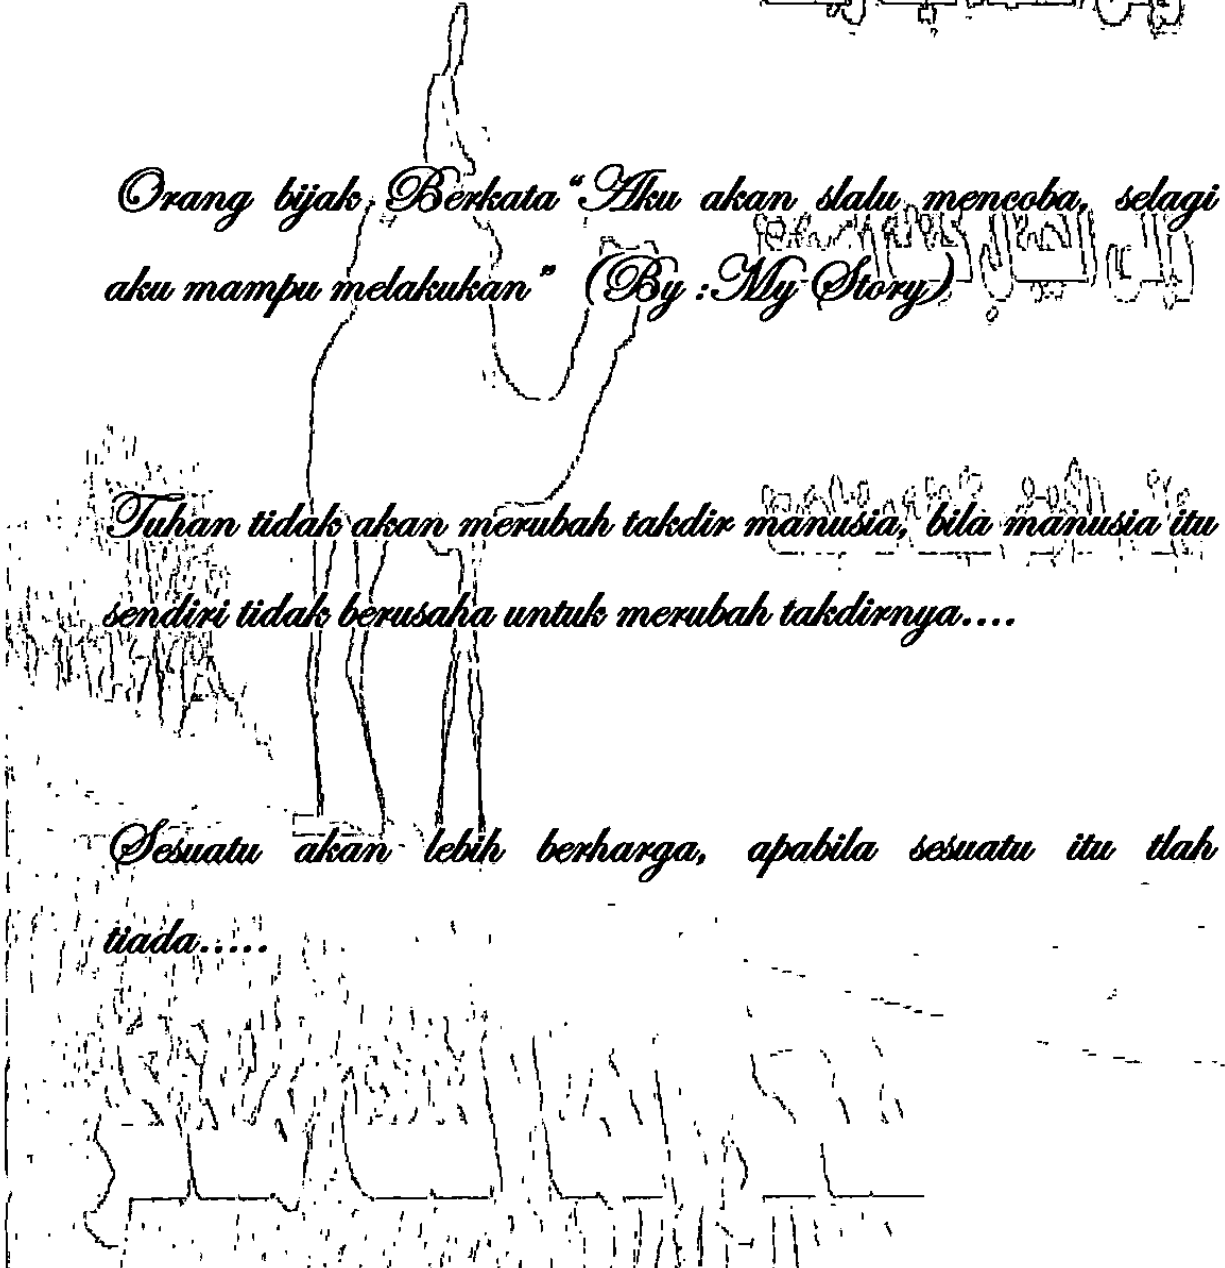 Orang bijak Berkata "Aku akan slalu mencoba, selagi
aku mampu melakukan" (By : My Story)
Tuhan tidak akan merubah takdir manusia, bila manusia itu
sendiri tidak berusaha untuk merubah takdirnya....
Sesuatu akan lebih berharga, apabila sesuatu itu tlah
tiada.....